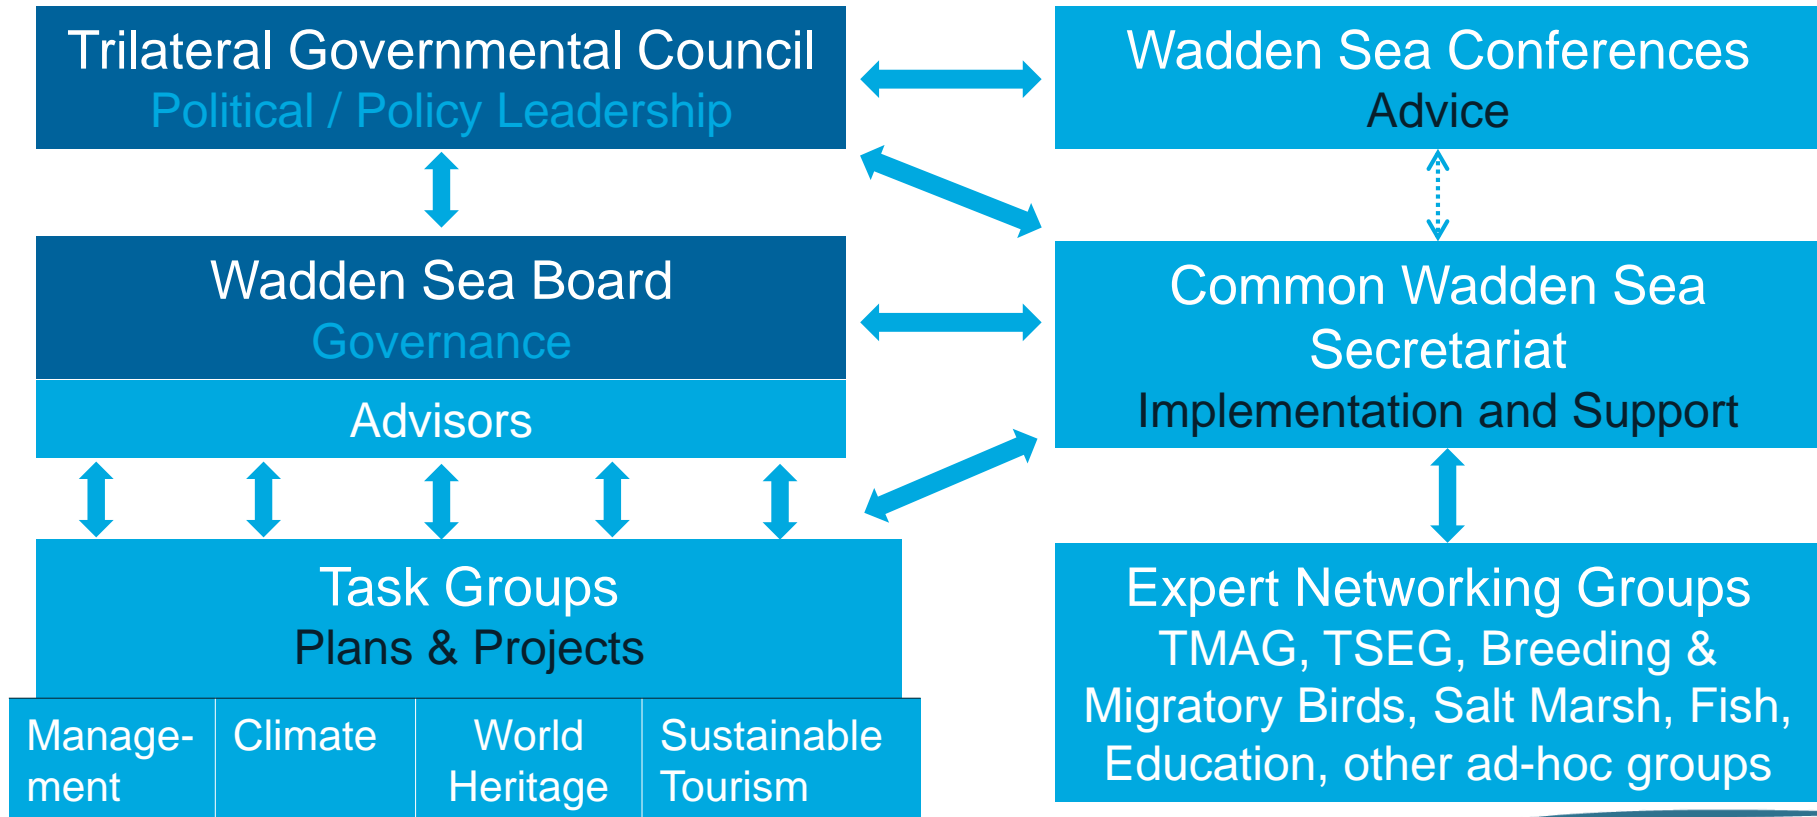 Trilateral Governmental Council
Political / Policy Leadership
Wadden Sea Conferences
Advice
Wadden Sea Board
Governance
Advisors
Common Wadden Sea
Secretariat
Implementation and Support
Task Groups
Plans & Projects
Manage-
ment
Climate
World
Heritage
Sustainable
Tourism
Expert Networking Groups
TMAG, TSEG, Breeding &
Migratory Birds, Salt Marsh, Fish,
Education, other ad-hoc groups